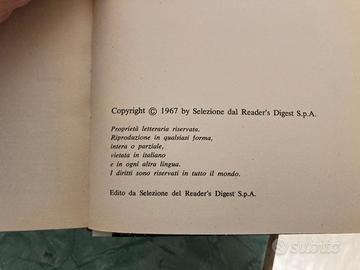 Copyright © 1967 by Selezione dal Reader's Digest S.p.A.
Proprietà letteraria riservata.
Riproduzione in qualsiasi forma,
intera o parziale,
vietata in italiano
e in ogni altra lingua.
I diritti sono riservati in tutto il mondo.
Edito da Selezione del Reader's Digest S.p.A.
subito